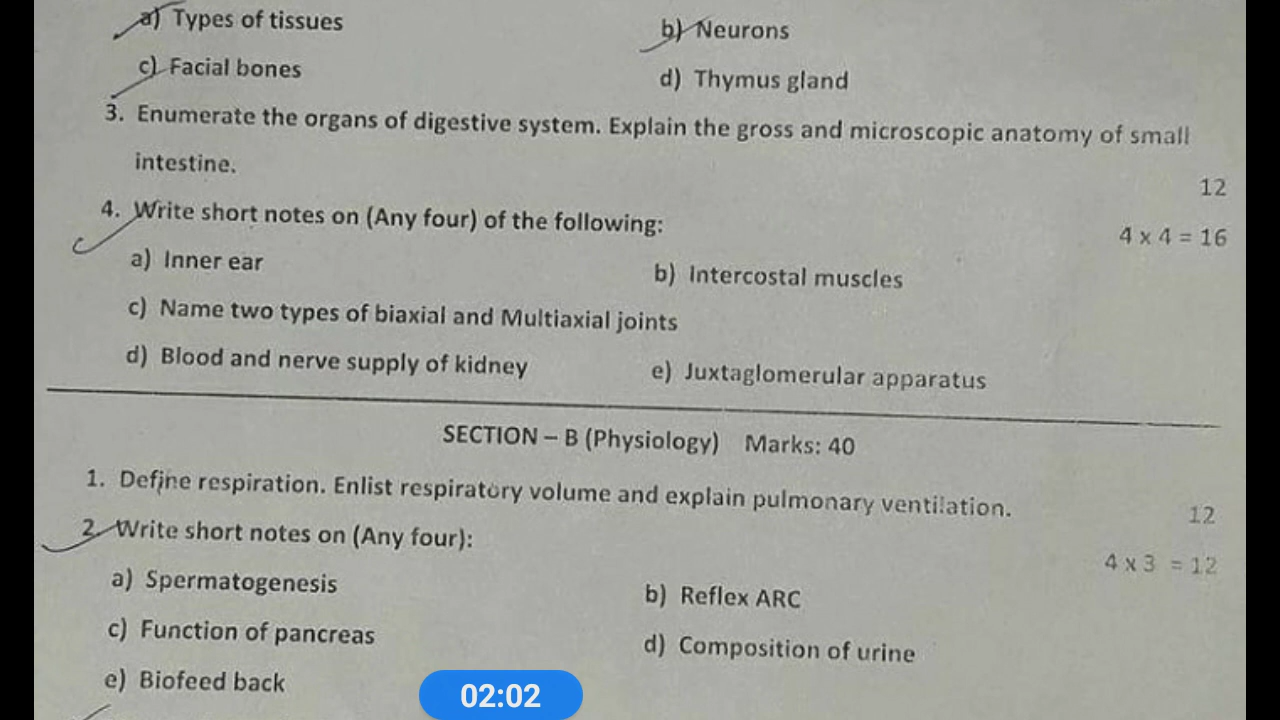 a) Types of tissues
b) Neurons
c) Facial bones
d) Thymus gland
3. Enumerate the organs of digestive system. Explain the gross and microscopic anatomy of small
intestine.
12
4. Write short notes on (Any four) of the following:
4 x 4 = 16
a) Inner ear
b) Intercostal muscles
c) Name two types of biaxial and Multiaxial joints
d) Blood and nerve supply of kidney
e) Juxtaglomerular apparatus
SECTION – B (Physiology) Marks: 40
1. Define respiration. Enlist respiratory volume and explain pulmonary ventilation.
12
2. Write short notes on (Any four):
4 x 3 = 12
a) Spermatogenesis
b) Reflex ARC
c) Function of pancreas
d) Composition of urine
e) Biofeed back
02:02